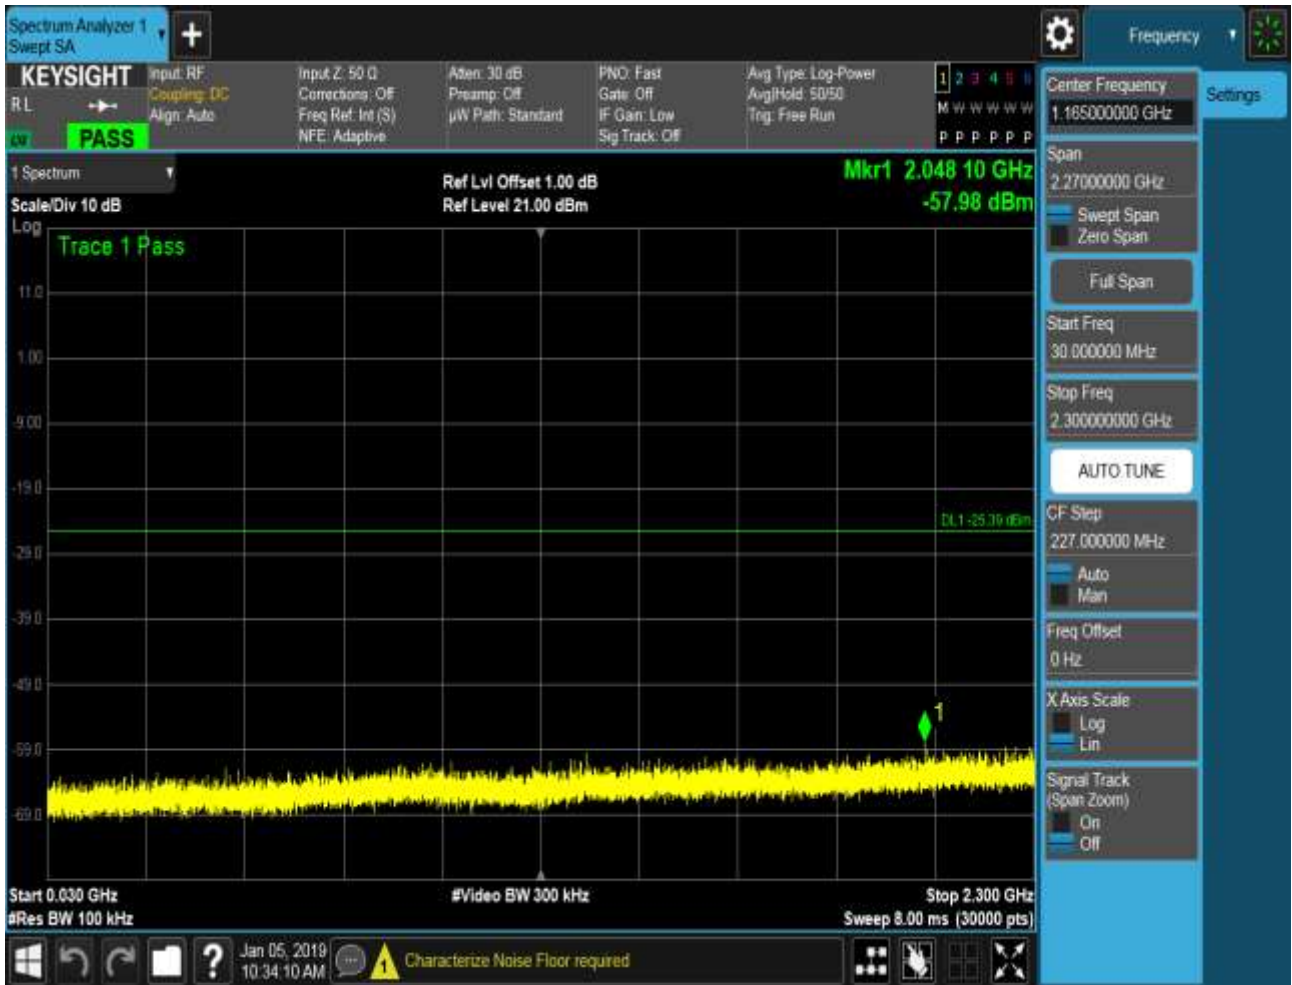 Spectrum Analyzer 1
Swept SA
Frequency
KEYSIGHT
RL
PASS
Input: RF
Coupling: DC
Align: Auto
Input Z: 50 Ω
Corrections: Off
Freq Ref: Int (S)
NFE: Adaptive
Atten: 30 dB
Preamp: Off
µW Path: Standard
PNO: Fast
Gate: Off
IF Gain: Low
Sig Track: Off
Avg Type: Log-Power
Avg|Hold: 50/50
Trig: Free Run
1 2 3 4 5 6
M W W W W W
P P P P P P
1 Spectrum
Scale/Div 10 dB
Ref Lvl Offset 1.00 dB
Ref Level 21.00 dBm
Mkr1 2.048 10 GHz
-57.98 dBm
Log
Trace 1 Pass
11.0
1.00
-9.00
-19.0
DL1 -25.39 dBm
-29.0
-39.0
-49.0
1
-59.0
-69.0
Start 0.030 GHz
#Video BW 300 kHz
Stop 2.300 GHz
#Res BW 100 kHz
Sweep 8.00 ms (30000 pts)
Center Frequency
1.165000000 GHz
Settings
Span
2.27000000 GHz
Swept Span
Zero Span
Full Span
Start Freq
30.000000 MHz
Stop Freq
2.300000000 GHz
AUTO TUNE
CF Step
227.000000 MHz
Auto
Man
Freq Offset
0 Hz
X Axis Scale
Log
Lin
Signal Track
(Span Zoom)
On
Off
?
Jan 05, 2019
10:34:10 AM
1
Characterize Noise Floor required